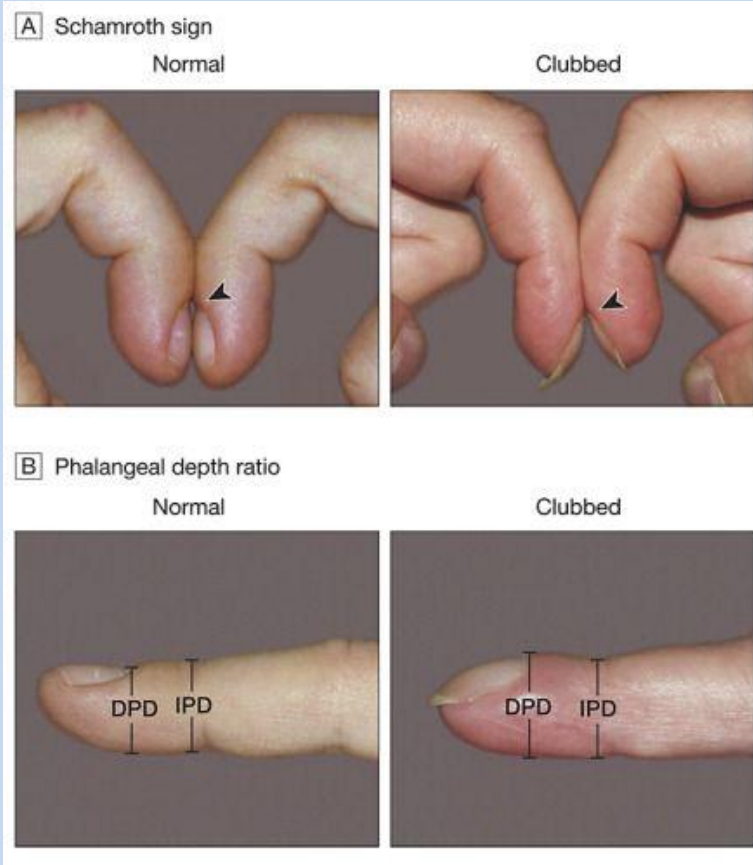 A Schamroth sign
Normal
Clubbed
B Phalangeal depth ratio
Normal
Clubbed
DPD IPD
DPD IPD